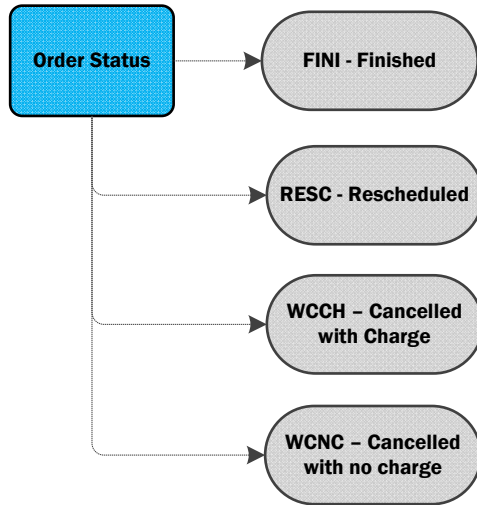 Order Status
FINI - Finished
RESC - Rescheduled
WCCH – Cancelled
with Charge
WCNC – Cancelled
with no charge